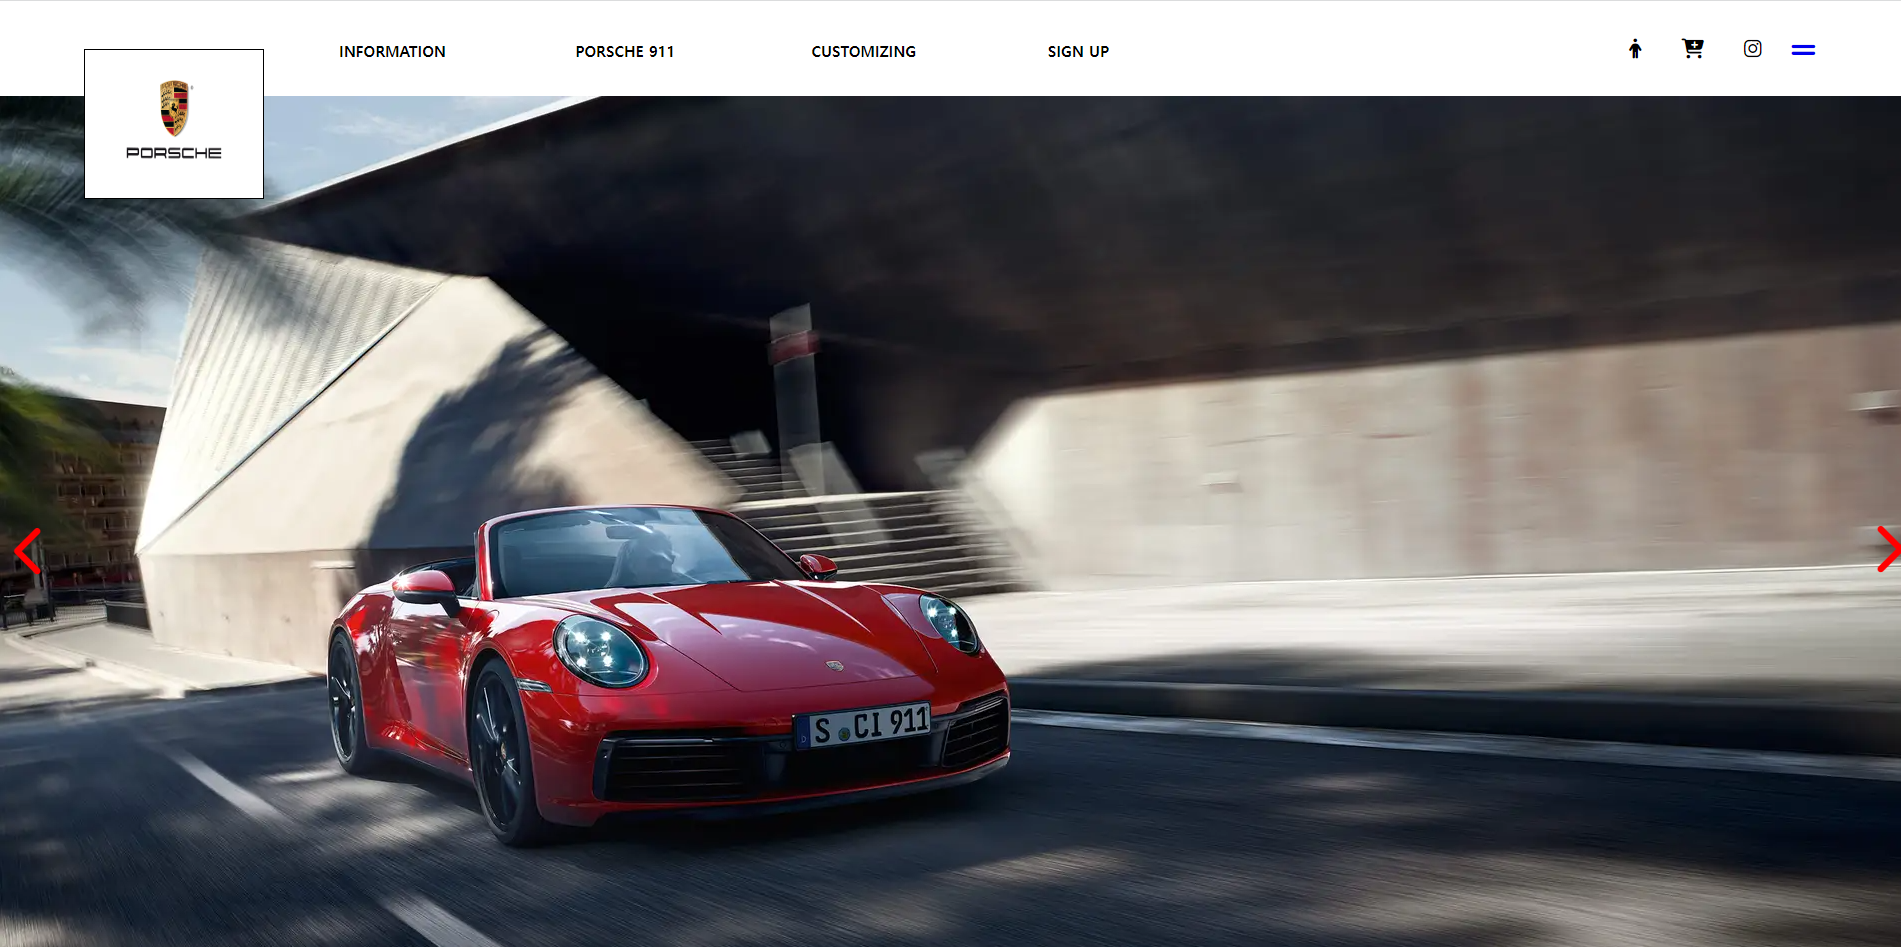 INFORMATION
PORSCHE 911
CUSTOMIZING
SIGN UP
PORSCHE
S CI 911